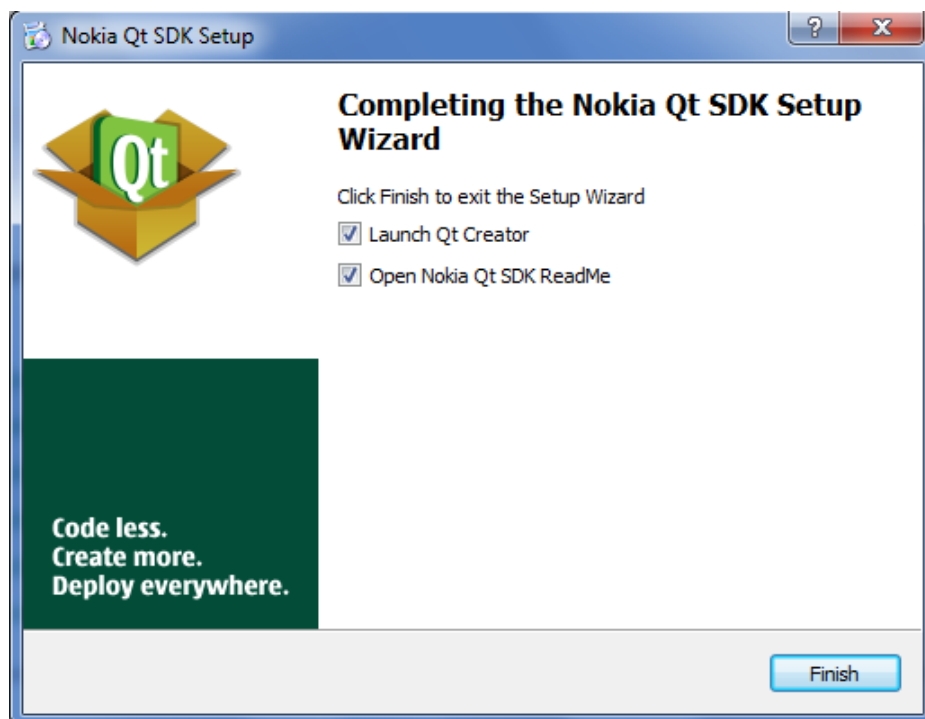 Nokia Qt SDK Setup
? X
Qt
Completing the Nokia Qt SDK Setup
Wizard
Click Finish to exit the Setup Wizard
Launch Qt Creator
Open Nokia Qt SDK ReadMe
Code less.
Create more.
Deploy everywhere.
Finish